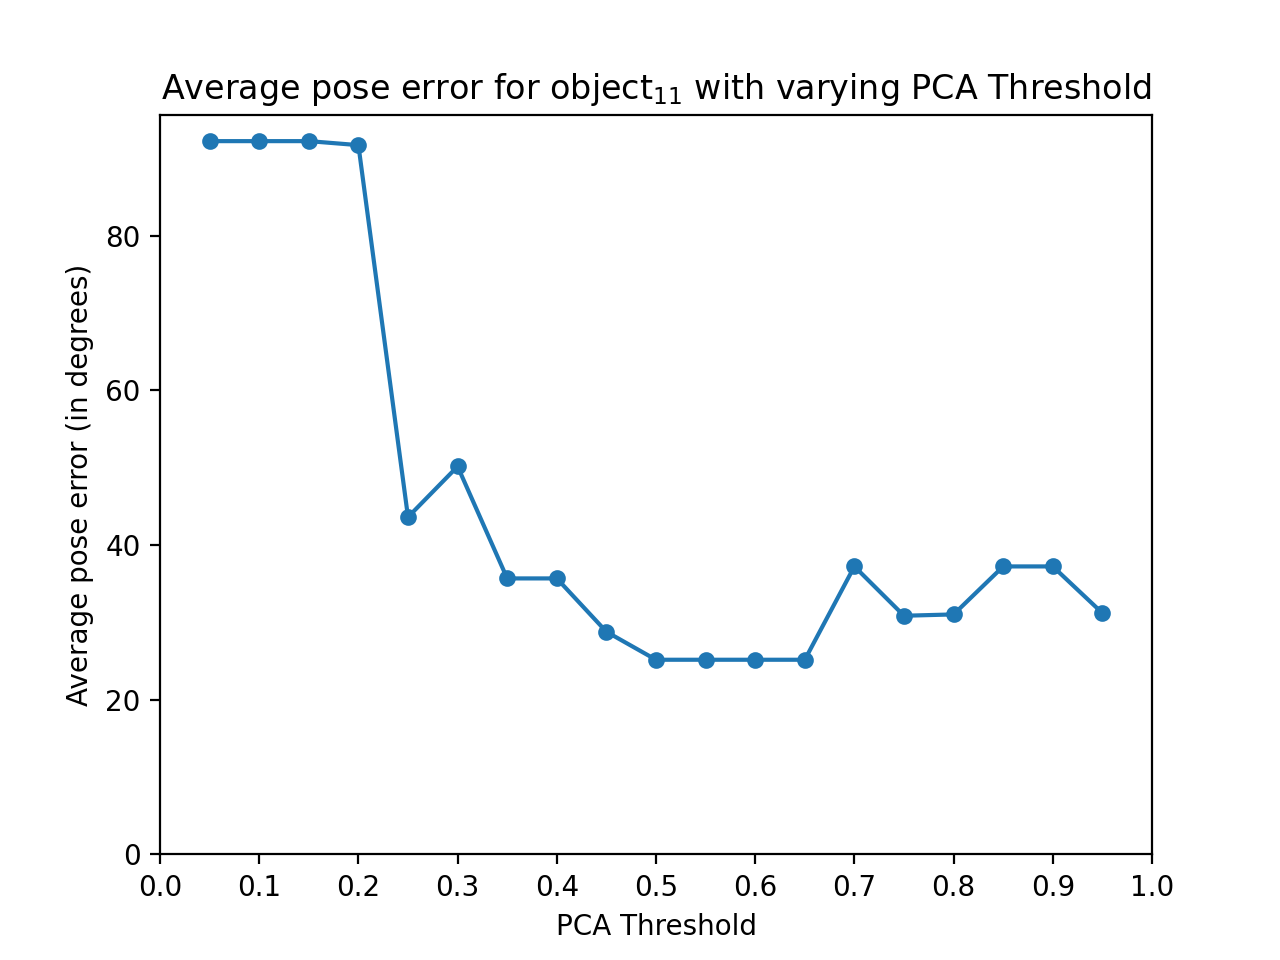 Average pose error for object₁₁ with varying PCA Threshold
Average pose error (in degrees)
80
60
40
20
0
0.0 0.1 0.2 0.3 0.4 0.5 0.6 0.7 0.8 0.9 1.0
PCA Threshold